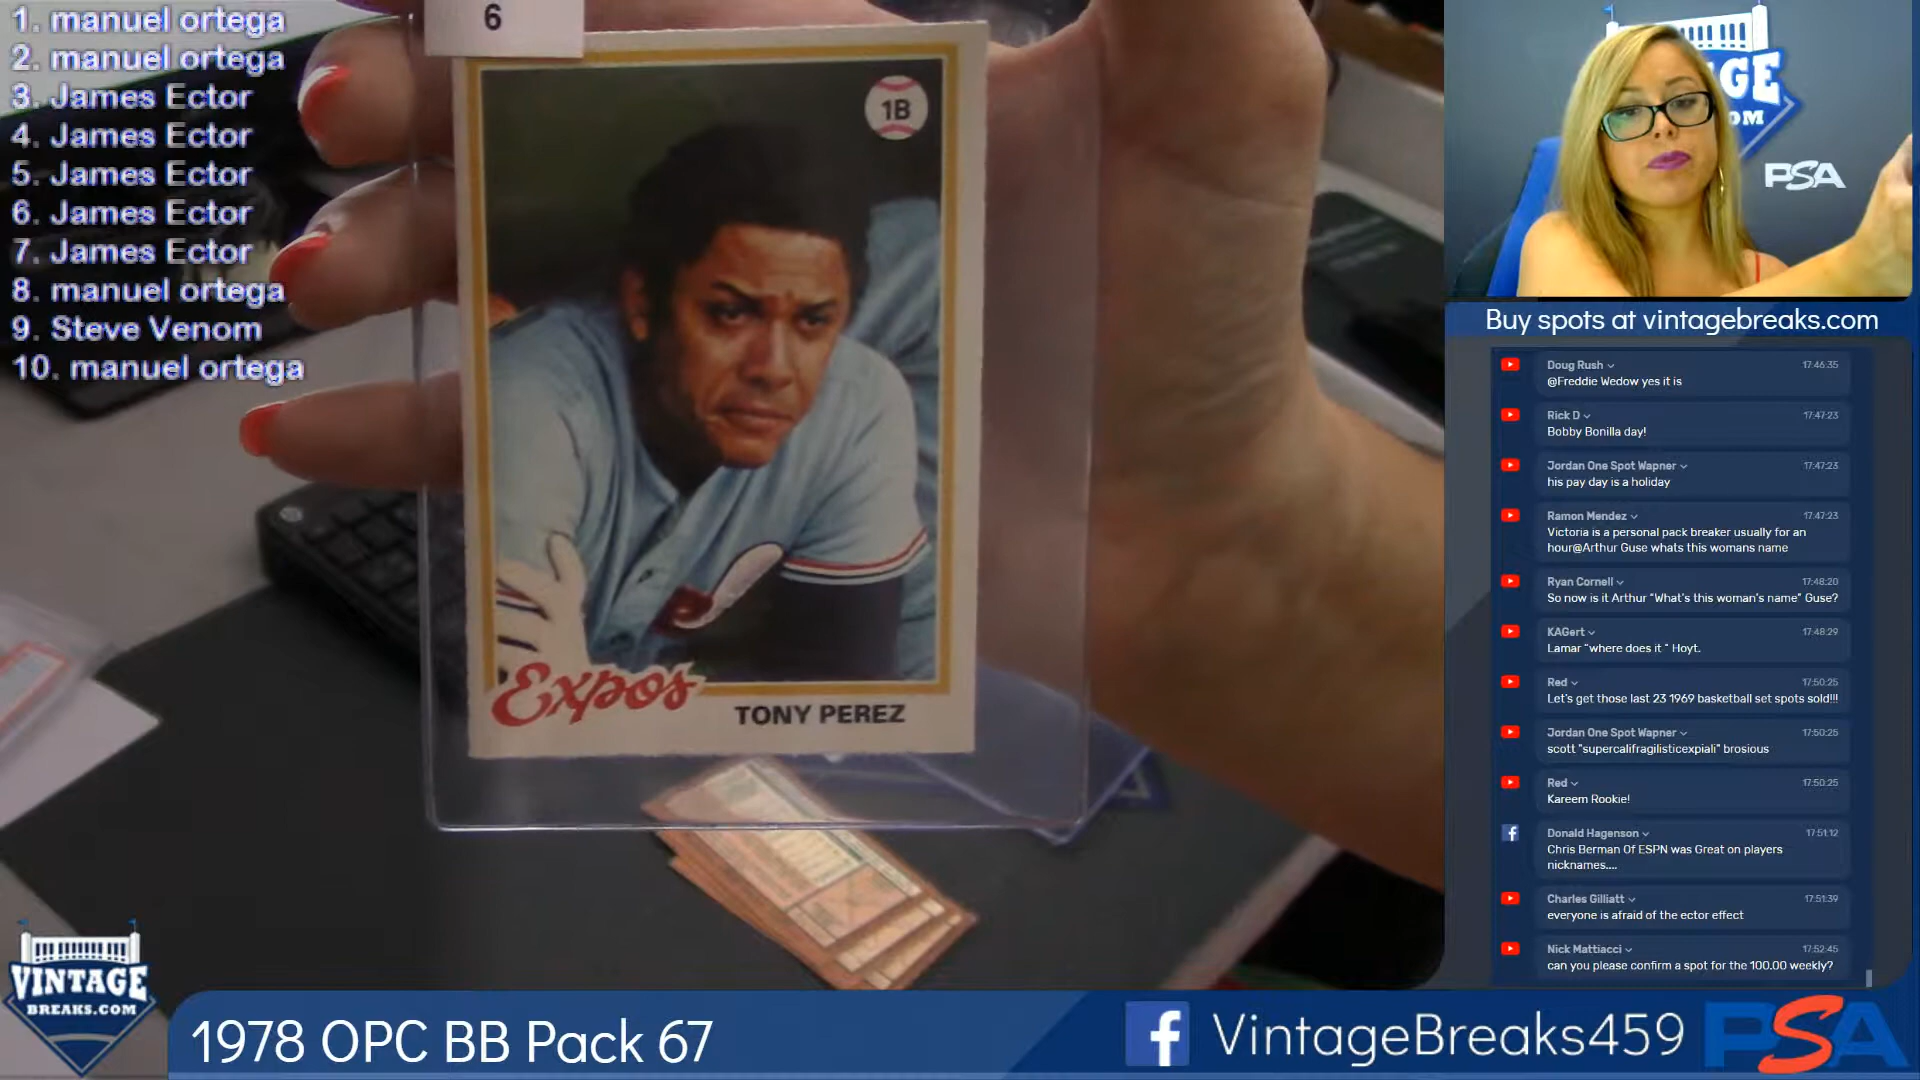 1. manuel ortega
2. manuel ortega
3. James Ector
4. James Ector
5. James Ector
6. James Ector
7. James Ector
8. manuel ortega
9. Steve Venom
10. manuel ortega
6
1B
Expos
TONY PEREZ
PSA
Buy spots at vintagebreaks.com
Doug Rush 17:46:35
@Freddie Wedow yes it is
Rick D 17:47:23
Bobby Bonilla day!
Jordan One Spot Wapner 17:47:23
his pay day is a holiday
Ramon Mendez 17:47:23
Victoria is a personal pack breaker usually for an
hour@Arthur Guse whats this womans name
Ryan Cornell 17:48:20
So now is it Arthur "What's this woman's name" Guse?
KAGert 17:48:29
Lamar "where does it " Hoyt.
Red 17:50:25
Let's get those last 23 1969 basketball set spots sold!!!
Jordan One Spot Wapner 17:50:25
scott "supercalifragilisticexpiali" brosious
Red 17:50:25
Kareem Rookie!
Donald Hagenson 17:51:12
Chris Berman Of ESPN was Great on players
nicknames....
Charles Gilliatt 17:51:39
everyone is afraid of the ector effect
Nick Mattiacci 17:52:45
can you please confirm a spot for the 100.00 weekly?
VINTAGE
BREAKS.COM
1978 OPC BB Pack 67
f VintageBreaks459
PSA